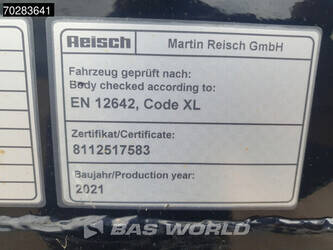 70283641
Reisch Martin Reisch GmbH
Fahrzeug geprüft nach:
Body checked according to:
EN 12642, Code XL
Zertifikat/Certificate:
8112517583
Baujahr/Production year:
2021
BAS WORLD